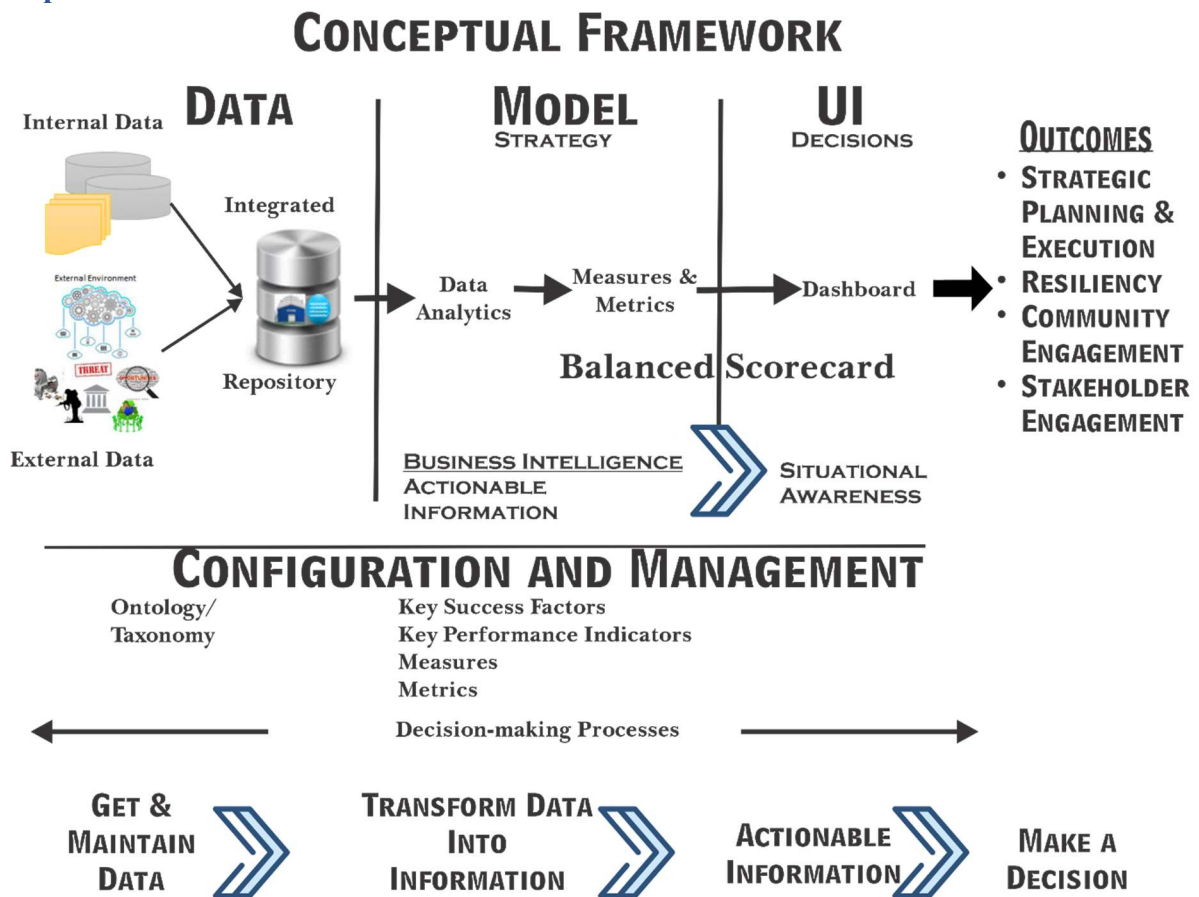 CONCEPTUAL FRAMEWORK
DATA
MODEL
STRATEGY
UI
DECISIONS
Internal Data
Integrated
Repository
External Environment
THREAT
External Data
Data
Analytics
Measures &
Metrics
Dashboard
Balanced Scorecard
BUSINESS INTELLIGENCE
ACTIONABLE
INFORMATION
SITUATIONAL
AWARENESS
OUTCOMES
• STRATEGIC
PLANNING &
EXECUTION
• RESILIENCY
• COMMUNITY
ENGAGEMENT
• STAKEHOLDER
ENGAGEMENT
CONFIGURATION AND MANAGEMENT
Ontology/
Taxonomy
Key Success Factors
Key Performance Indicators
Measures
Metrics
Decision-making Processes
GET &
MAINTAIN
DATA
TRANSFORM DATA
INTO
INFORMATION
ACTIONABLE
INFORMATION
MAKE A
DECISION